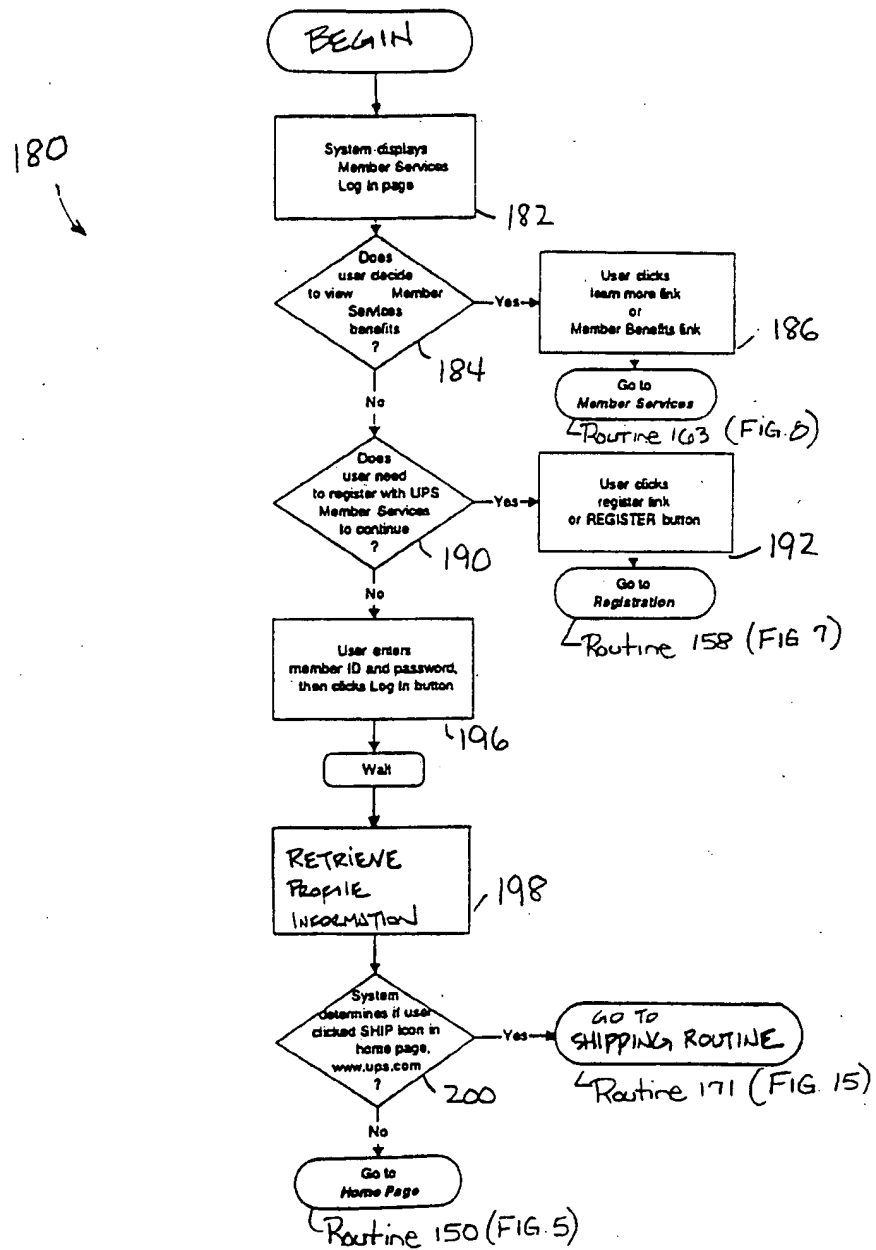 BEGIN
180
System displays
Member Services
Log In page
182
Does
user decide
to view Member
Services
benefits
?
184
Yes
User clicks
learn more link
or
Member Benefits link
186
Go to
Member Services
Routine 163 (FIG. 8)
No
Does
user need
to register with UPS
Member Services
to continue
?
190
Yes
User clicks
register link
or REGISTER button
192
Go to
Registration
Routine 158 (FIG 7)
No
User enters
member ID and password,
then clicks Log In button
196
Wait
RETRIEVE
PROFILE
INFORMATION
198
System
determines if user
clicked SHIP icon in
home page,
www.ups.com
?
200
Yes
GO TO
SHIPPING ROUTINE
Routine 171 (FIG. 15)
No
Go to
Home Page
Routine 150 (FIG. 5)